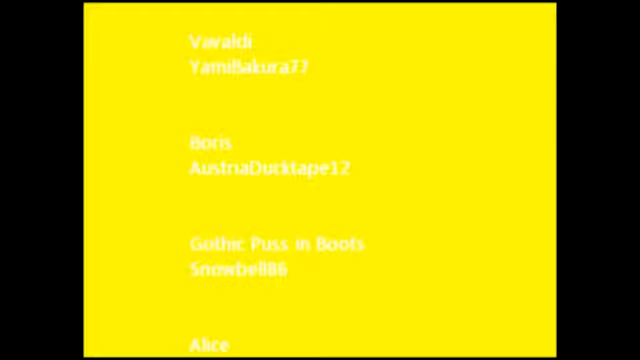 Vavaldi
YamiBakura77
Boris
AustriaDucktape12
Gothic Puss in Boots
Snowbell86
Alice